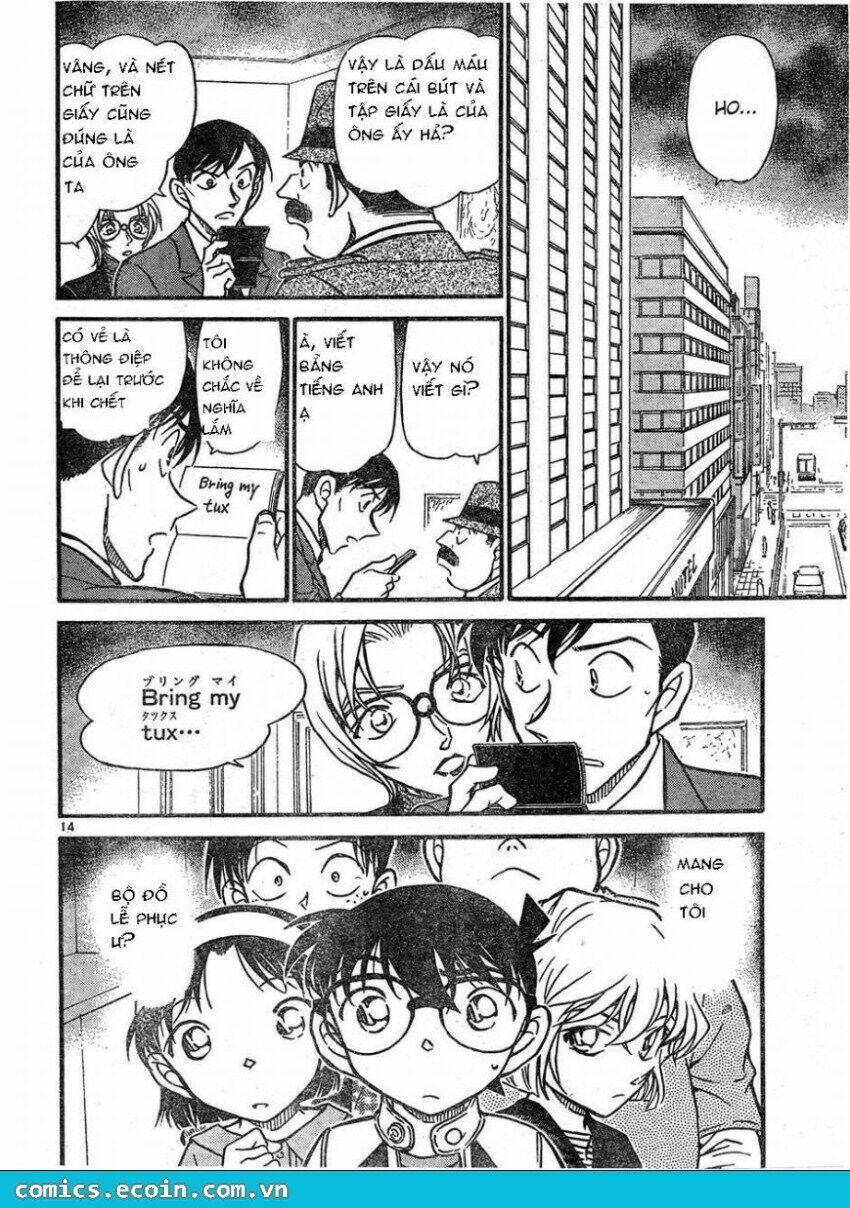 HO...
VẬY LÀ DẤU MÁU
TRÊN CÁI BÚT VÀ
TẬP GIẤY LÀ CỦA
ÔNG ẤY HẢ?
VÂNG, VÀ NÉT
CHỮ TRÊN
GIẤY CŨNG
ĐÚNG LÀ
CỦA ÔNG
TA
VẬY NÓ
VIẾT GÌ?
À, VIẾT
BẰNG
TIẾNG ANH
Ạ
TÔI
KHÔNG
CHẮC VỀ
NGHĨA
LẮM
CÓ VẺ LÀ
THÔNG ĐIỆP
ĐỂ LẠI TRƯỚC
KHI CHẾT
Bring my
tux
HOTEL
ブリング マイ
Bring my
タックス
tux…
14
MANG
CHO
TÔI
BỘ ĐỒ
LỄ PHỤC
Ư?
comics.ecoin.com.vn